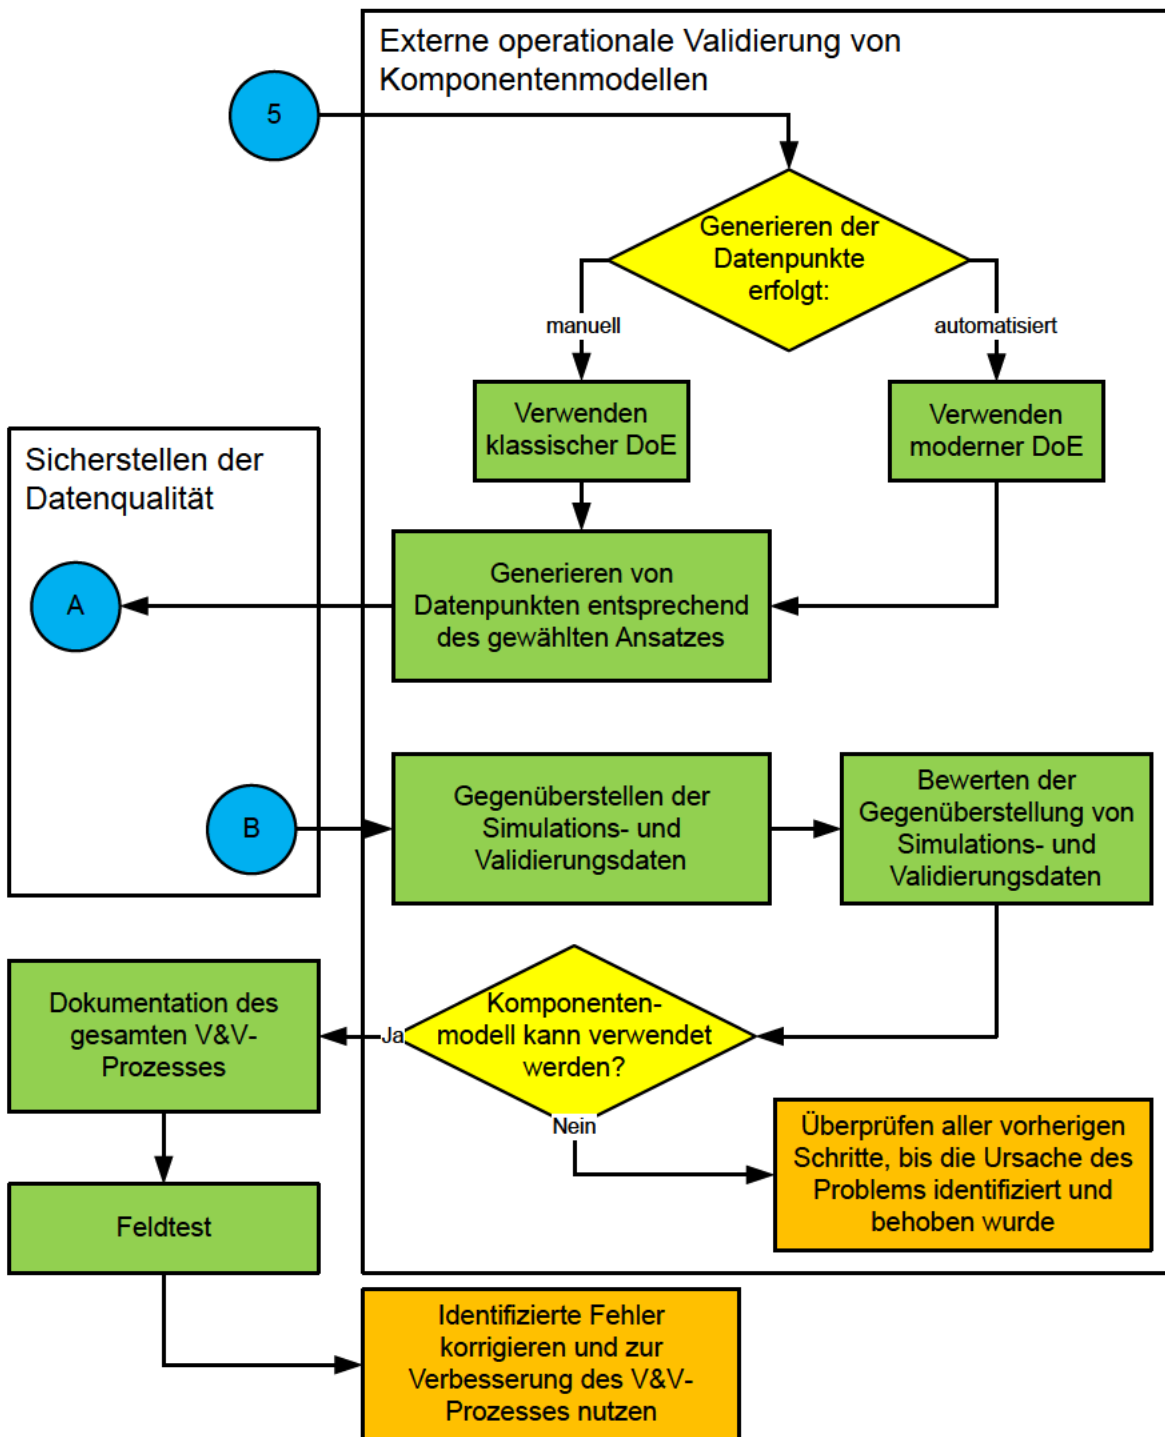 Externe operationale Validierung von
Komponentenmodellen
5
Generieren der
Datenpunkte
erfolgt:
manuell
automatisiert
Verwenden
klassischer DoE
Verwenden
moderner DoE
Sicherstellen der
Datenqualität
A
Generieren von
Datenpunkten entsprechend
des gewählten Ansatzes
B
Gegenüberstellen der
Simulations- und
Validierungsdaten
Bewerten der
Gegenüberstellung von
Simulations- und
Validierungsdaten
Komponenten-
modell kann verwendet
werden?
Ja
Nein
Dokumentation des
gesamten V&V-
Prozesses
Überprüfen aller vorherigen
Schritte, bis die Ursache des
Problems identifiziert und
behoben wurde
Feldtest
Identifizierte Fehler
korrigieren und zur
Verbesserung des V&V-
Prozesses nutzen